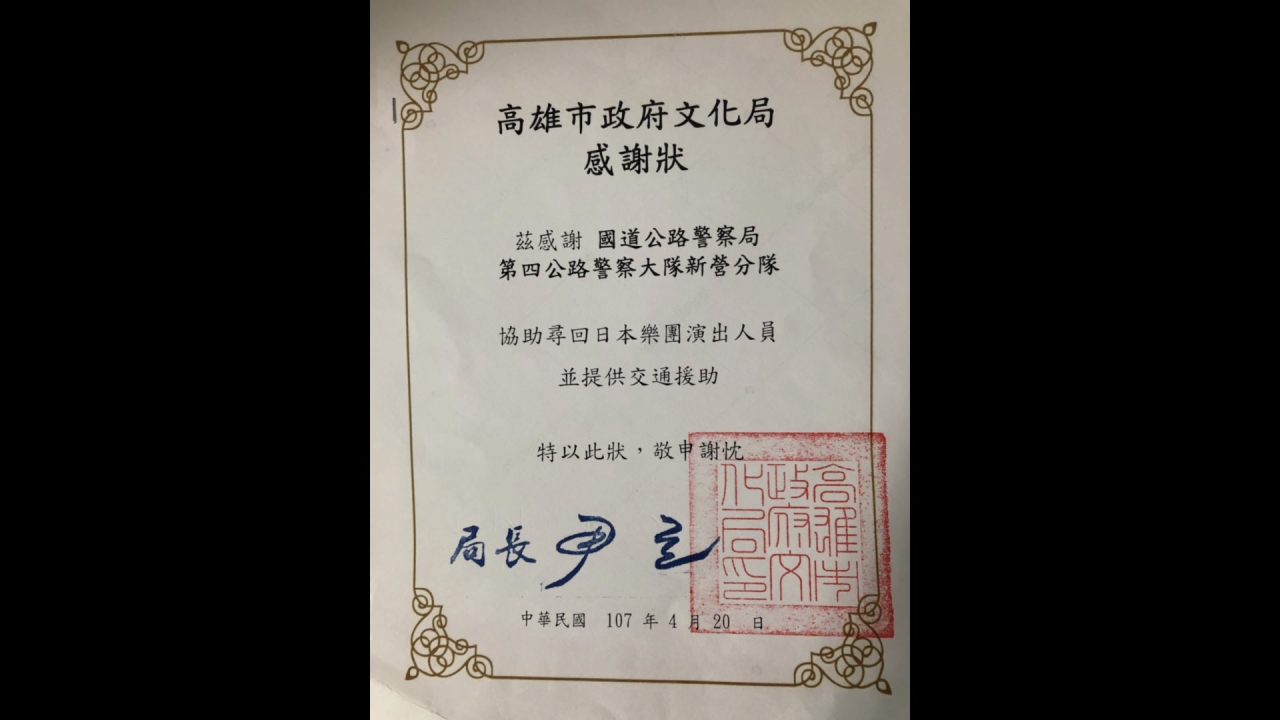 高雄市政府文化局
感謝狀
茲感謝 國道公路警察局
第四公路警察大隊新營分隊
協助尋回日本樂團演出人員
並提供交通援助
特以此狀，敬申謝忱
局長 尹立
中華民國 107 年 4 月 20 日
高雄市
政府文
化局印